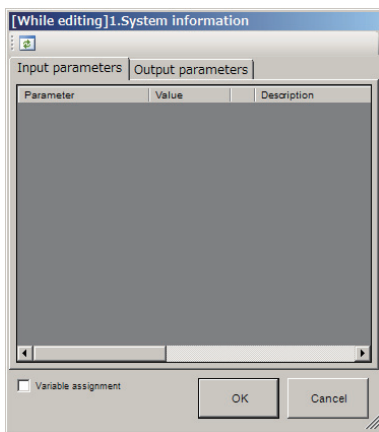 [While editing]1.System information
Input parameters Output parameters
Parameter Value Description
Variable assignment OK Cancel